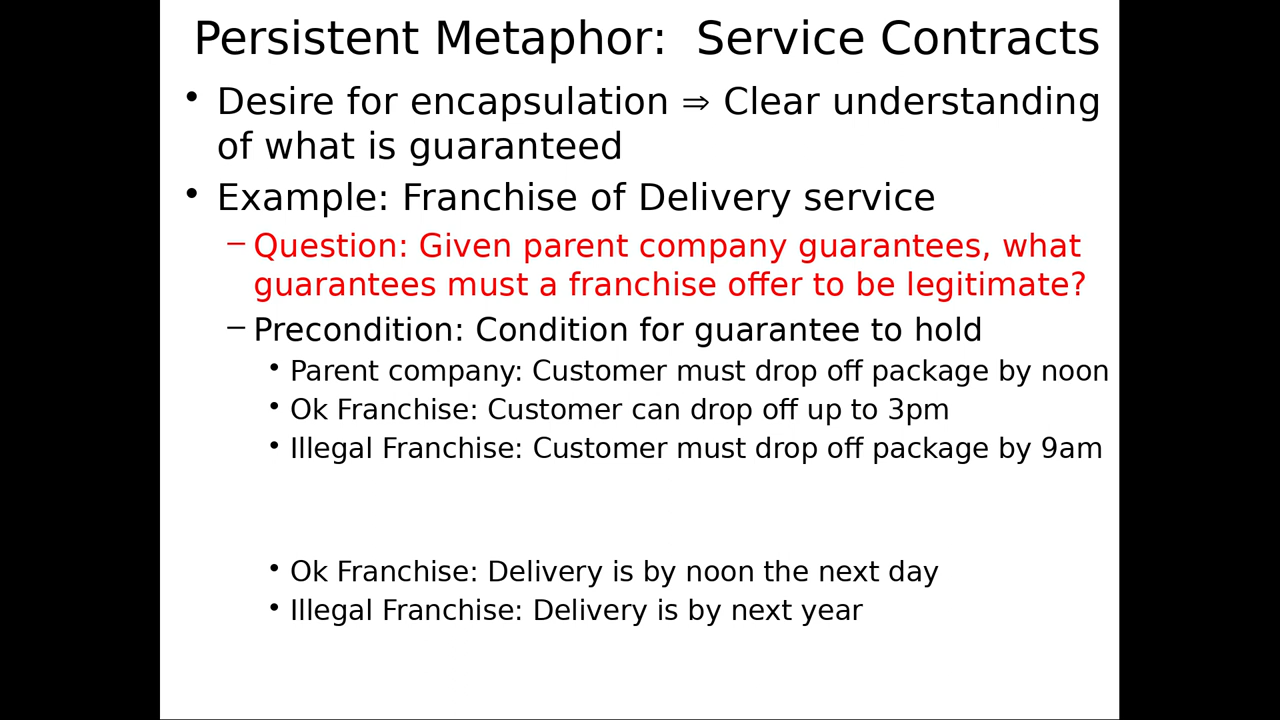 Persistent Metaphor:  Service Contracts
• Desire for encapsulation ⇒ Clear understanding
of what is guaranteed
• Example: Franchise of Delivery service
– Question: Given parent company guarantees, what
guarantees must a franchise offer to be legitimate?
– Precondition: Condition for guarantee to hold
• Parent company: Customer must drop off package by noon
• Ok Franchise: Customer can drop off up to 3pm
• Illegal Franchise: Customer must drop off package by 9am
• Ok Franchise: Delivery is by noon the next day
• Illegal Franchise: Delivery is by next year